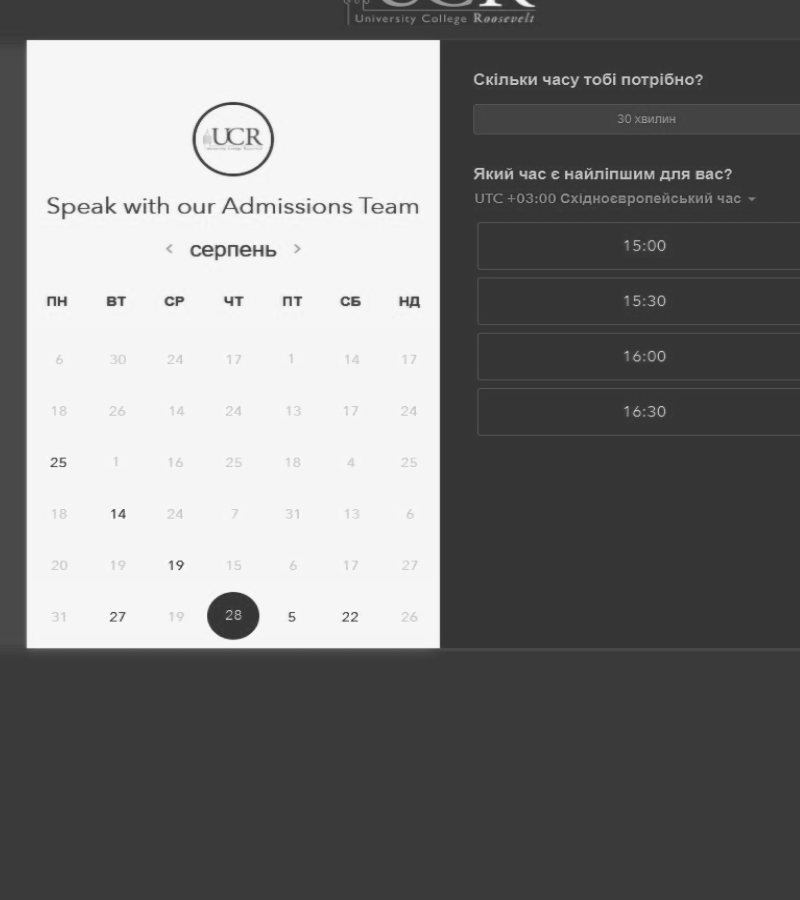 UCR
University College Roosevelt
UCR
Speak with our Admissions Team
< серпень >
ПН ВТ СР ЧТ ПТ СБ НД
6 30 24 17 1 14 17
18 26 14 24 13 17 24
25 1 16 25 18 4 25
18 14 24 7 31 13 6
20 19 19 15 6 17 27
31 27 19 28 5 22 26
Скільки часу тобі потрібно?
30 хвилин
Який час є найліпшим для вас?
UTC +03:00 Східноєвропейський час
15:00
15:30
16:00
16:30